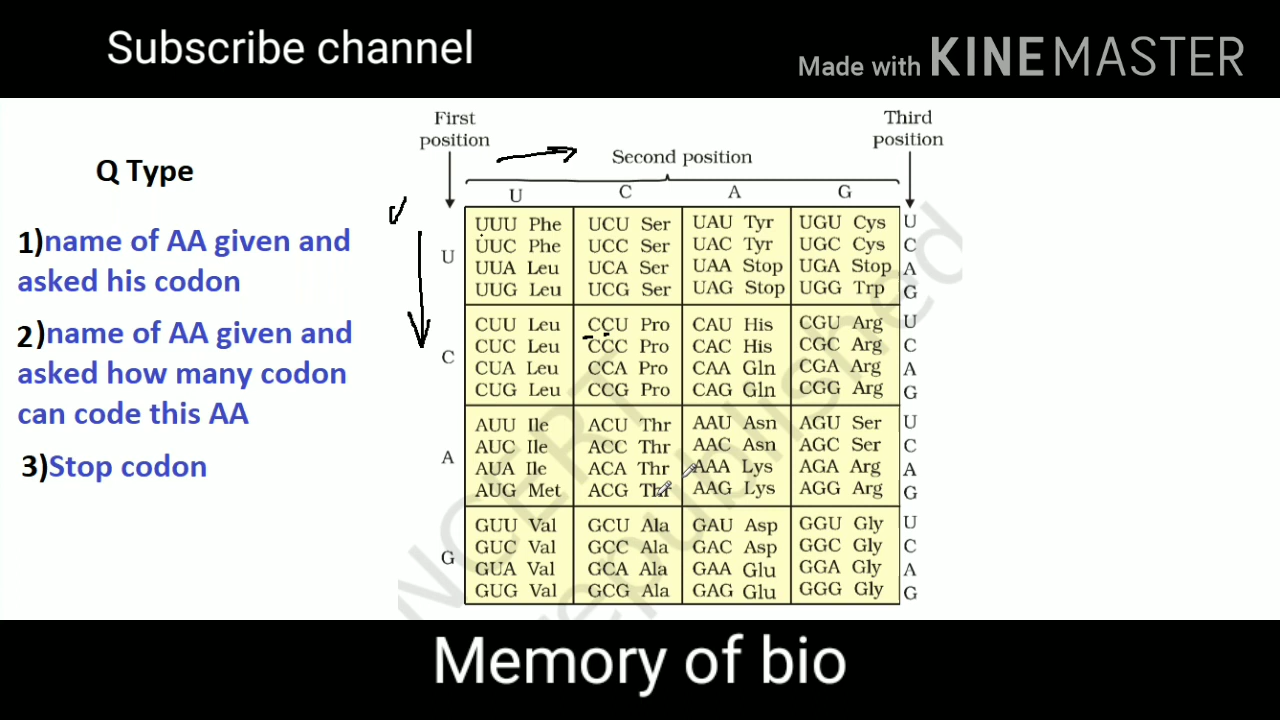 Subscribe channel
Made with KINEMASTER
First position
Third position
Second position
Q Type
U C A G
1)name of AA given and
asked his codon
2)name of AA given and
asked how many codon
can code this AA
3)Stop codon
UUU Phe UCU Ser UAU Tyr UGU Cys U
UUC Phe UCC Ser UAC Tyr UGC Cys C
U
UUA Leu UCA Ser UAA Stop UGA Stop A
UUG Leu UCG Ser UAG Stop UGG Trp G
CUU Leu CCU Pro CAU His CGU Arg U
CUC Leu CCC Pro CAC His CGC Arg C
C
CUA Leu CCA Pro CAA Gln CGA Arg A
CUG Leu CCG Pro CAG Gln CGG Arg G
AUU Ile ACU Thr AAU Asn AGU Ser U
AUC Ile ACC Thr AAC Asn AGC Ser C
A
AUA Ile ACA Thr AAA Lys AGA Arg A
AUG Met ACG Thr AAG Lys AGG Arg G
GUU Val GCU Ala GAU Asp GGU Gly U
GUC Val GCC Ala GAC Asp GGC Gly C
G
GUA Val GCA Ala GAA Glu GGA Gly A
GUG Val GCG Ala GAG Glu GGG Gly G
NCERT
republished
Memory of bio